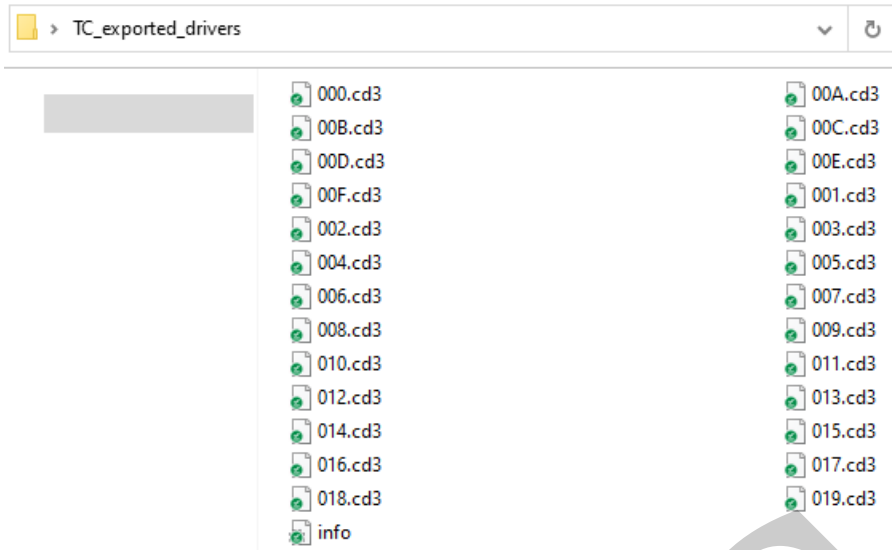 > TC_exported_drivers
000.cd3 00A.cd3
00B.cd3 00C.cd3
00D.cd3 00E.cd3
00F.cd3 001.cd3
002.cd3 003.cd3
004.cd3 005.cd3
006.cd3 007.cd3
008.cd3 009.cd3
010.cd3 011.cd3
012.cd3 013.cd3
014.cd3 015.cd3
016.cd3 017.cd3
018.cd3 019.cd3
info